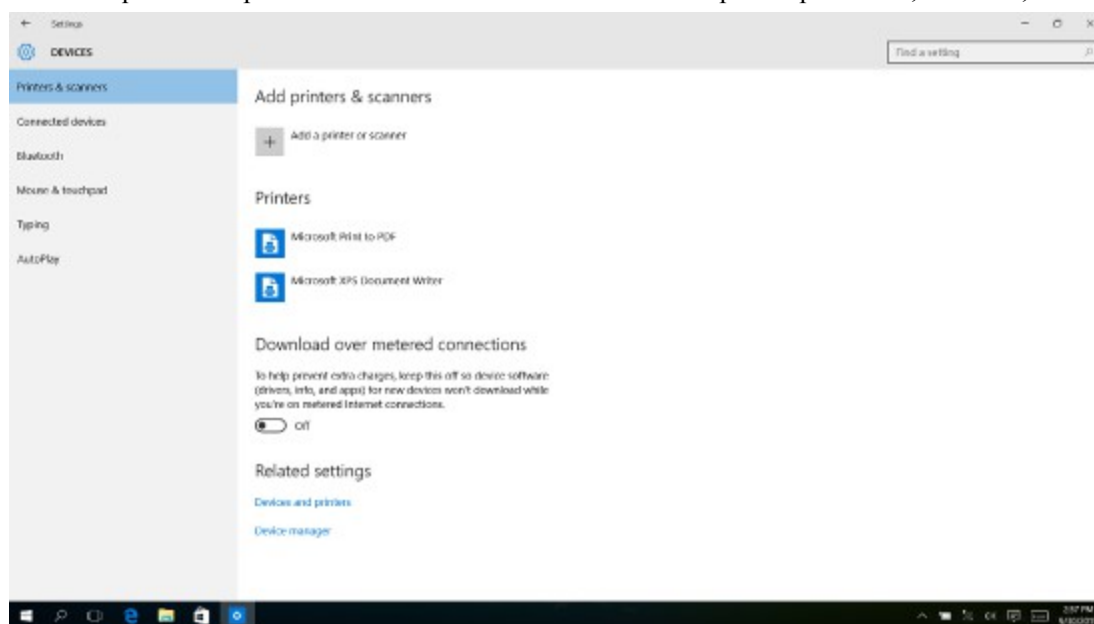 Settings
DEVICES
Find a setting
Printers & scanners
Connected devices
Bluetooth
Mouse & touchpad
Typing
AutoPlay
Add printers & scanners
Add a printer or scanner
Printers
Microsoft Print to PDF
Microsoft XPS Document Writer
Download over metered connections
To help prevent extra charges, keep this off so device software
(drivers, info, and apps) for new devices won't download while
you're on metered Internet connections.
Off
Related settings
Devices and printers
Device manager
2:57 PM